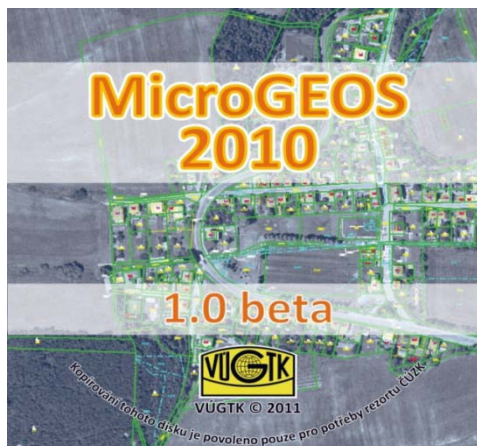 MicroGEOS
2010
1.0 beta
VÚGTK
VÚGTK © 2011
Kopírování tohoto disku je povoleno pouze pro potřeby rezortu ČÚZK